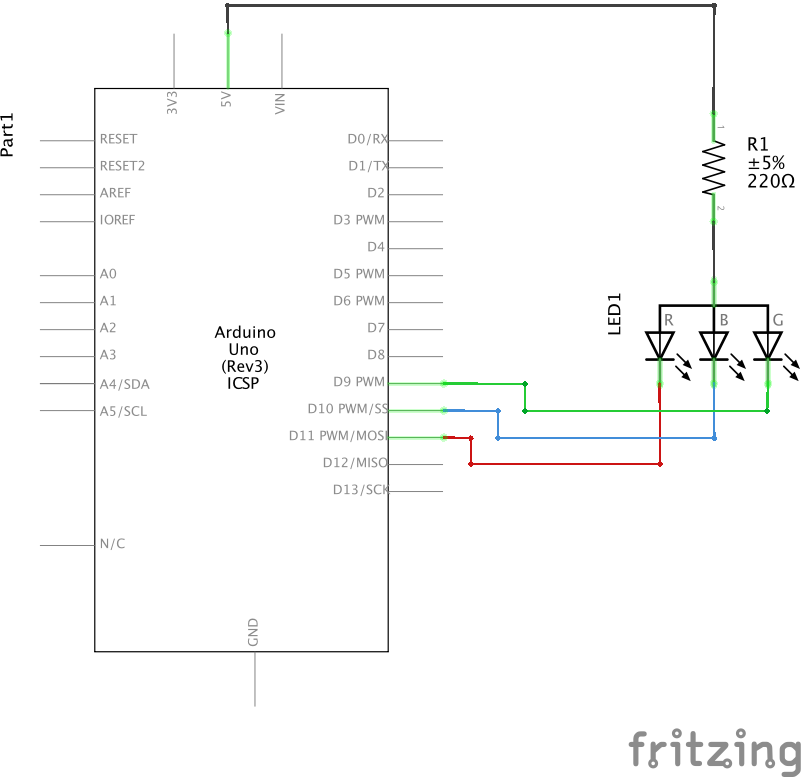 Part1
3V3
5V
VIN
RESET
RESET2
AREF
IOREF
A0
A1
A2
A3
A4/SDA
A5/SCL
N/C
Arduino
Uno
(Rev3)
ICSP
D0/RX
D1/TX
D2
D3 PWM
D4
D5 PWM
D6 PWM
D7
D8
D9 PWM
D10 PWM/SS
D11 PWM/MOSI
D12/MISO
D13/SCK
GND
1
R1
±5%
220Ω
2
LED1
R
B
G
fritzing